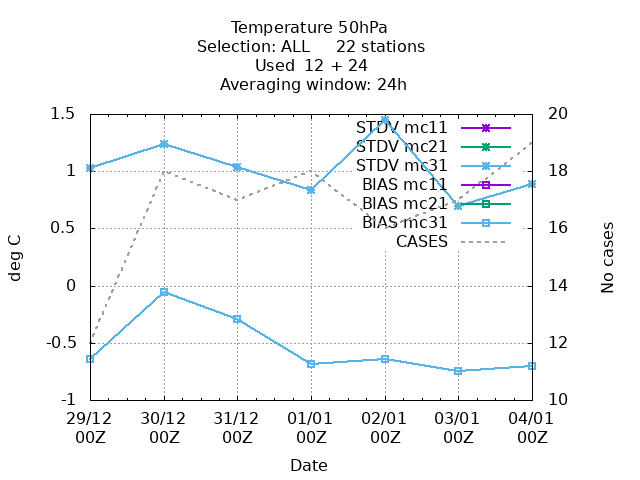 Temperature 50hPa
Selection: ALL 22 stations
Used 12 + 24
Averaging window: 24h
1.5
1
0.5
0
-0.5
-1
deg C
20
18
16
14
12
10
No cases
STDV mc11
STDV mc21
STDV mc31
BIAS mc11
BIAS mc21
BIAS mc31
CASES
29/12 30/12 31/12 01/01 02/01 03/01 04/01
00Z 00Z 00Z 00Z 00Z 00Z 00Z
Date